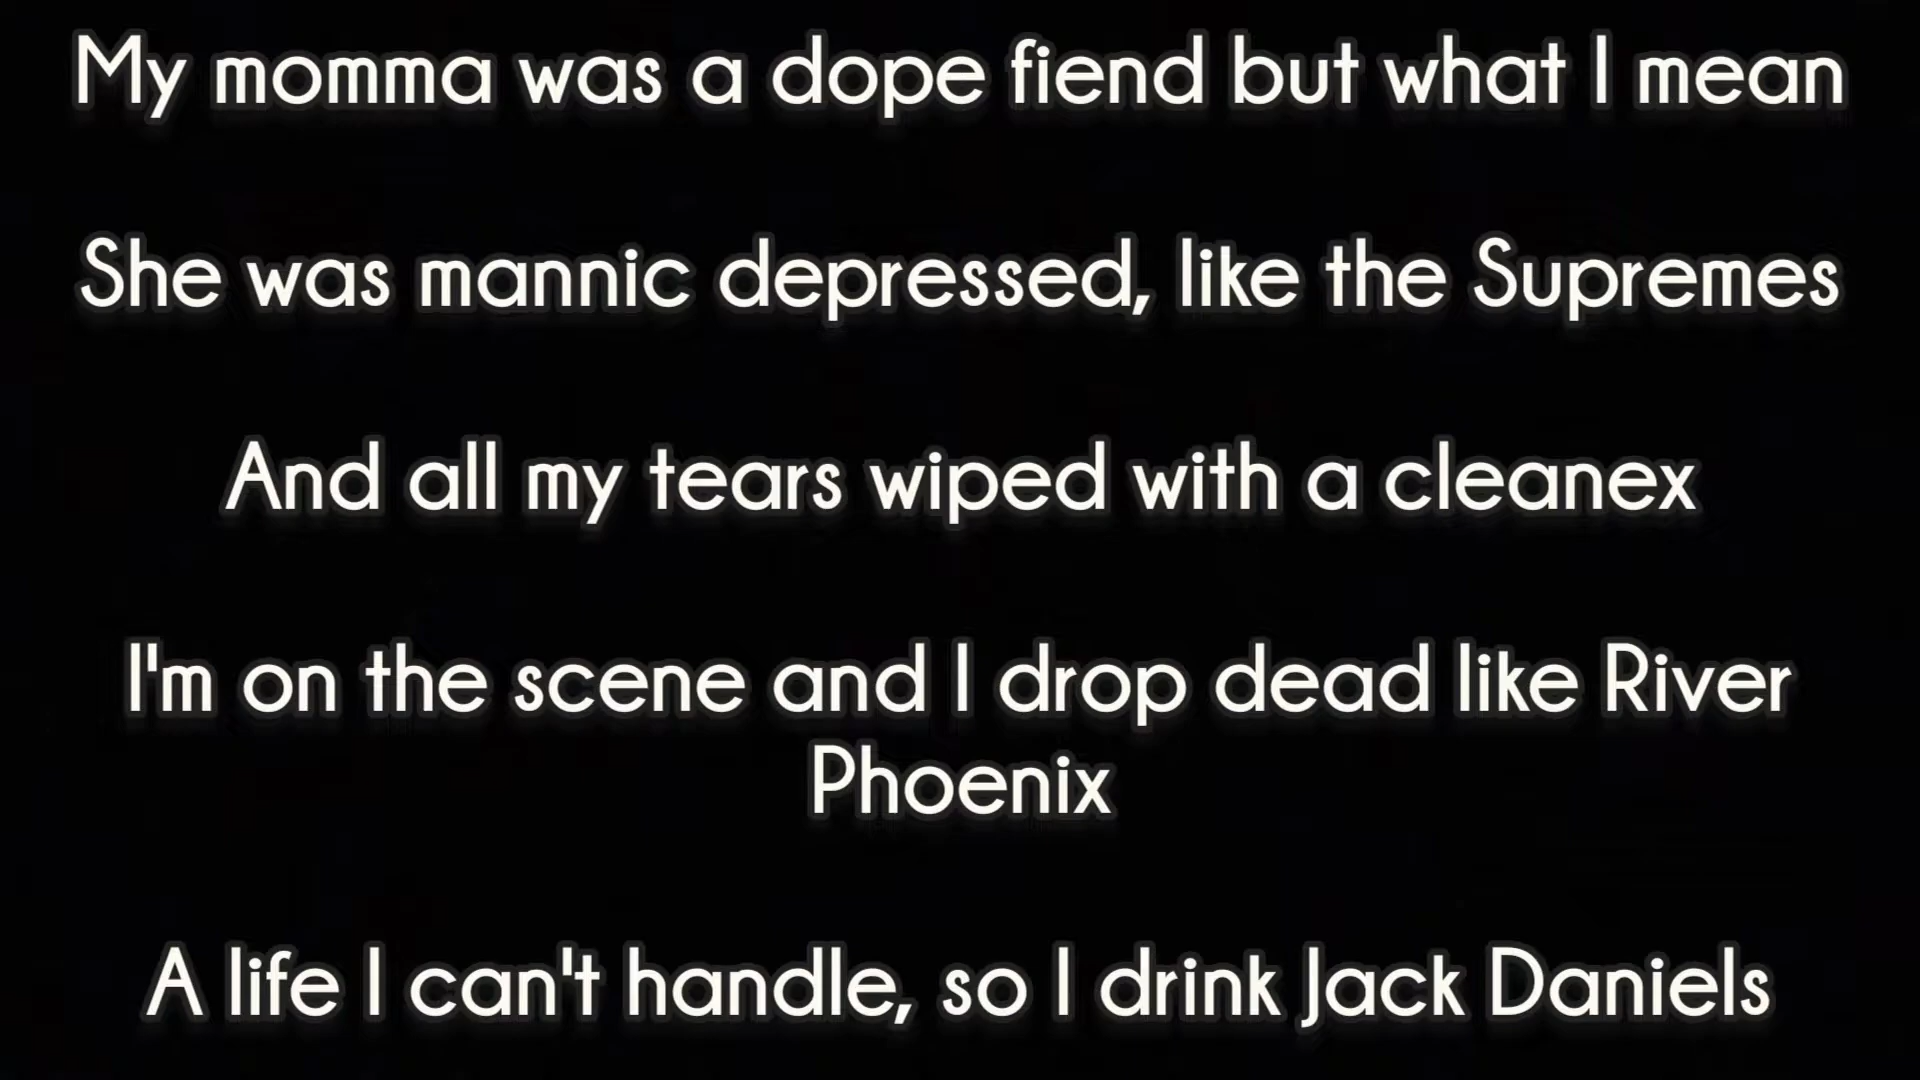 My momma was a dope fiend but what I mean
She was mannic depressed, like the Supremes
And all my tears wiped with a cleanex
I'm on the scene and I drop dead like River
Phoenix
A life I can't handle, so I drink Jack Daniels